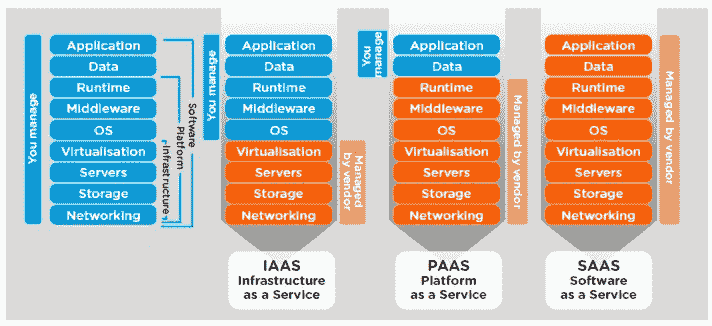 You manage
Application
Data
Runtime
Middleware
OS
Virtualisation
Servers
Storage
Networking
Software
Platform
Infrastructure
You manage
Application
Data
Runtime
Middleware
OS
Virtualisation
Servers
Storage
Networking
Managed
by vendor
IAAS
Infrastructure
as a Service
You
manage
Application
Data
Runtime
Middleware
OS
Virtualisation
Servers
Storage
Networking
Managed by vendor
PAAS
Platform
as a Service
Application
Data
Runtime
Middleware
OS
Virtualisation
Servers
Storage
Networking
Managed by vendor
SAAS
Software
as a Service